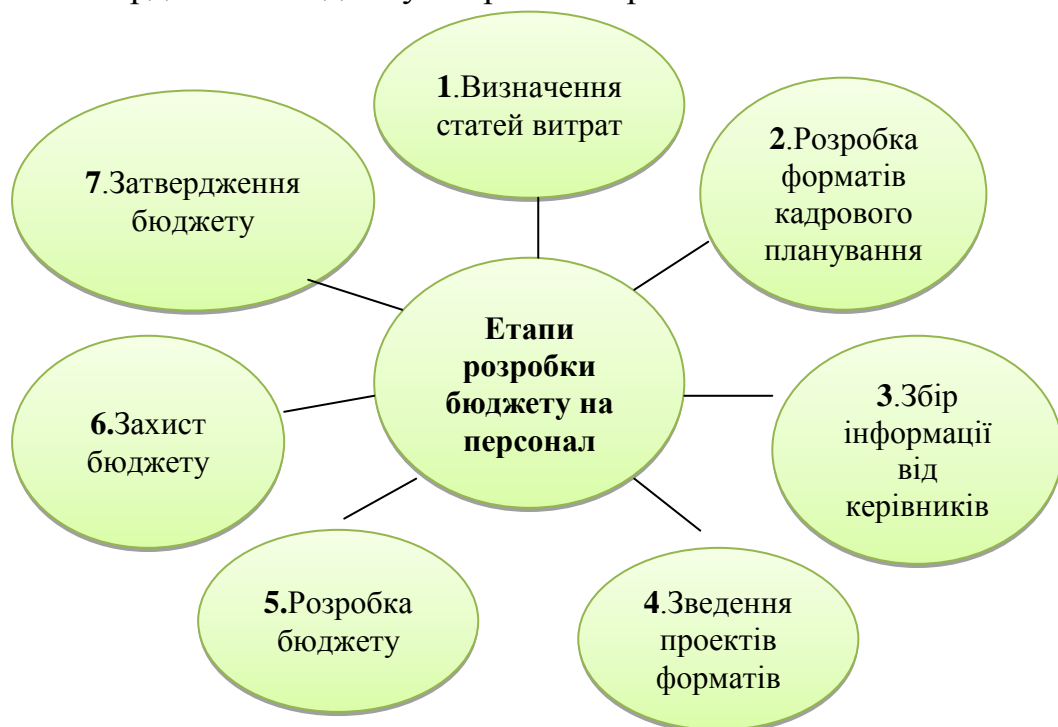 1.Визначення
статей витрат
2.Розробка
форматів
кадрового
планування
3.Збір
інформації
від
керівників
4.Зведення
проектів
форматів
5.Розробка
бюджету
6.Захист
бюджету
7.Затвердження
бюджету
Етапи
розробки
бюджету на
персонал